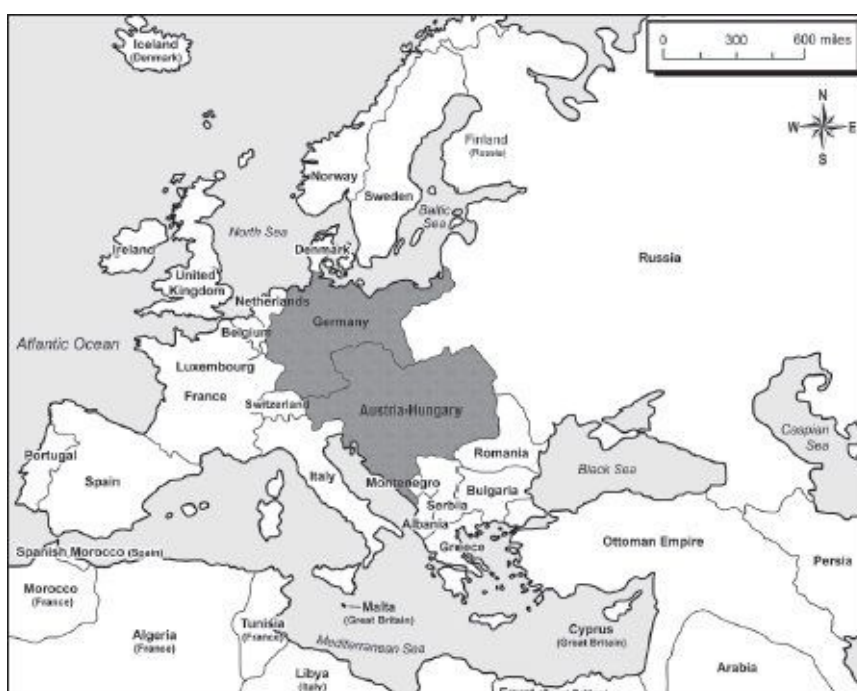 Iceland
(Denmark)
0 300 600 miles
N
W E
S
Finland
(Russia)
Norway
Sweden
Baltic
Sea
North Sea
Ireland
Denmark
Russia
United
Kingdom
Netherlands
Germany
Belgium
Atlantic Ocean
Luxembourg
France
Switzerland
Austria-Hungary
Caspian
Sea
Romania
Black Sea
Portugal
Spain
Italy
Montenegro
Bulgaria
Serbia
Albania
Greece
Ottoman Empire
Persia
Spanish Morocco (Spain)
Morocco
(France)
Malta
(Great Britain)
Algeria
(France)
Tunisia
(France)
Cyprus
(Great Britain)
Mediterranean Sea
Arabia
Libya
(Italy)